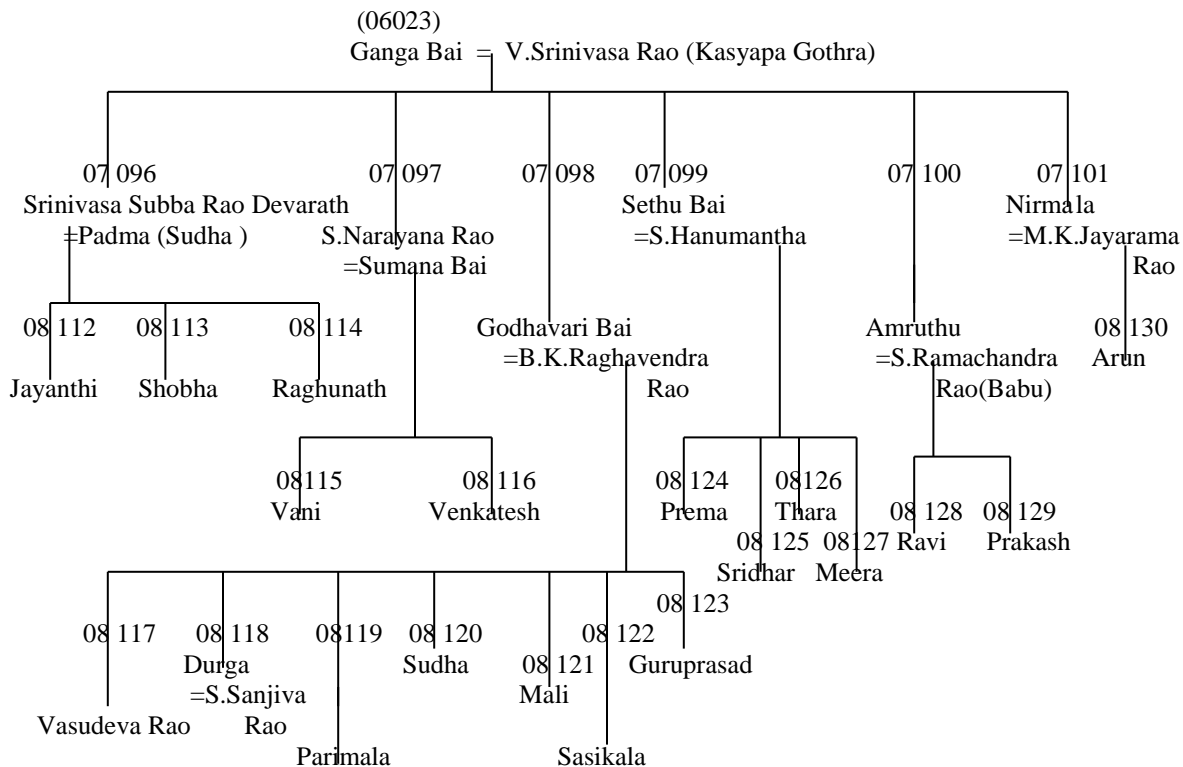 (06023)
Ganga Bai = V.Srinivasa Rao (Kasyapa Gothra)
07 096 07 097 07 098 07 099 07 100 07 101
Srinivasa Subba Rao Devarath Sethu Bai Nirmala
=Padma (Sudha ) S.Narayana Rao =S.Hanumantha =M.K.Jayarama
=Sumana Bai Rao
08 112 08 113 08 114 Godhavari Bai Amruthu 08 130
=B.K.Raghavendra =S.Ramachandra Arun
Jayanthi Shobha Raghunath Rao Rao(Babu)
08115 08 116 08 124 08126
Vani Venkatesh Prema Thara 08 128 08 129
08 125 08127 Ravi Prakash
Sridhar Meera
08 123
08 117 08 118 08119 08 120 08 122
Durga Sudha 08 121 Guruprasad
=S.Sanjiva Mali
Vasudeva Rao Rao
Parimala Sasikala